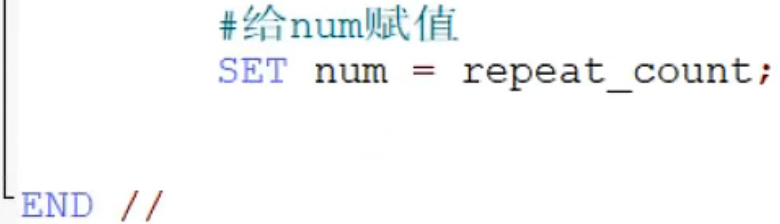 #给num赋值
SET num = repeat_count;
END //